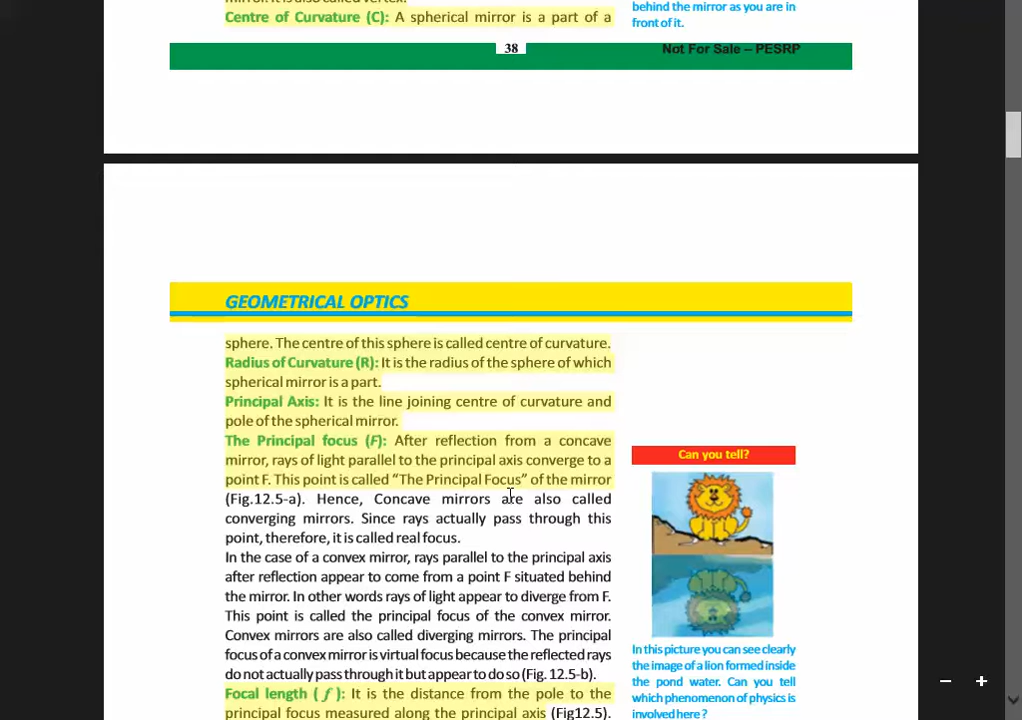 mirror. It is also called vertex.
Centre of Curvature (C): A spherical mirror is a part of a
behind the mirror as you are in
front of it.
38
Not For Sale – PESRP
GEOMETRICAL OPTICS
sphere. The centre of this sphere is called centre of curvature.
Radius of Curvature (R): It is the radius of the sphere of which
spherical mirror is a part.
Principal Axis: It is the line joining centre of curvature and
pole of the spherical mirror.
The Principal focus (F): After reflection from a concave
mirror, rays of light parallel to the principal axis converge to a
point F. This point is called “The Principal Focus” of the mirror
(Fig.12.5-a). Hence, Concave mirrors are also called
converging mirrors. Since rays actually pass through this
point, therefore, it is called real focus.
In the case of a convex mirror, rays parallel to the principal axis
after reflection appear to come from a point F situated behind
the mirror. In other words rays of light appear to diverge from F.
This point is called the principal focus of the convex mirror.
Convex mirrors are also called diverging mirrors. The principal
focus of a convex mirror is virtual focus because the reflected rays
do not actually pass through it but appear to do so (Fig. 12.5-b).
Focal length ( f ): It is the distance from the pole to the
principal focus measured along the principal axis (Fig12.5).
Can you tell?
In this picture you can see clearly
the image of a lion formed inside
the pond water. Can you tell
which phenomenon of physics is
involved here ?